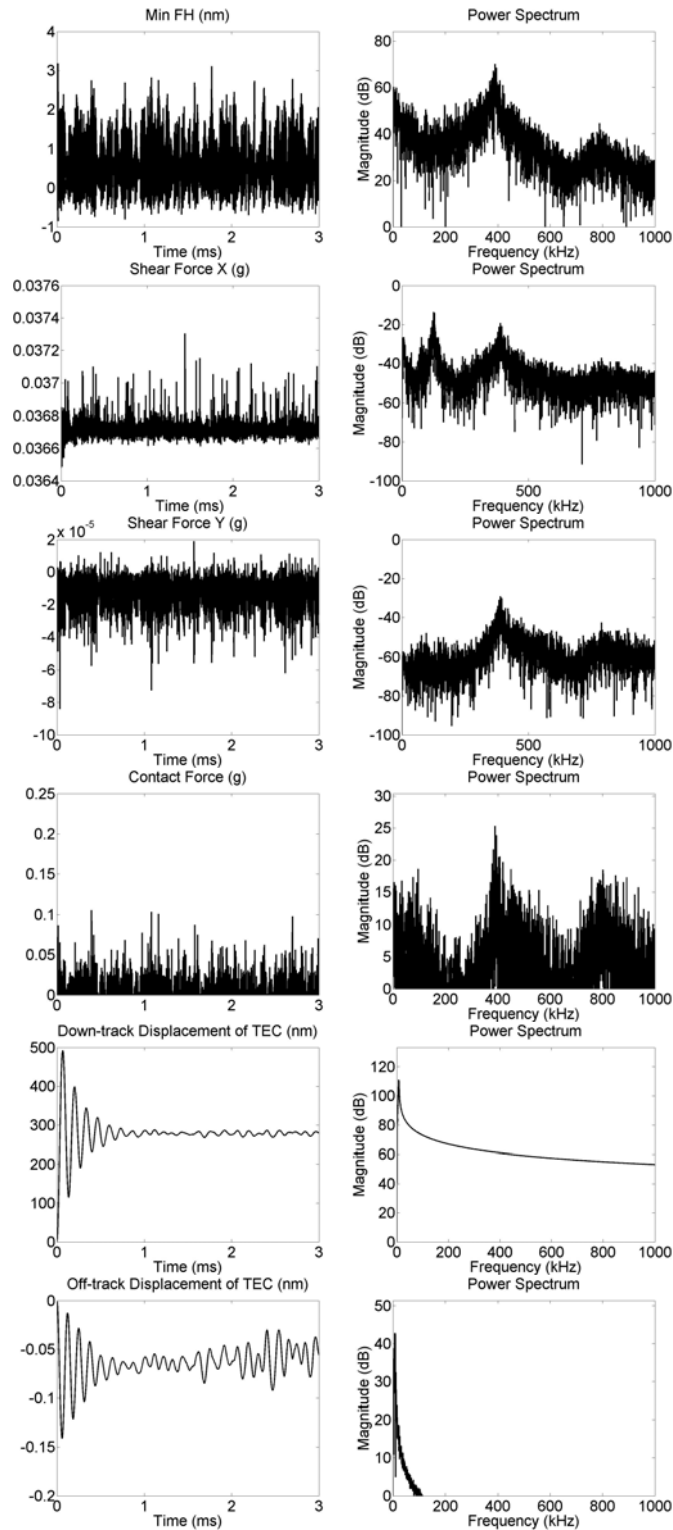 Min FH (nm)
4
3
2
1
0
-1
0 1 2 3
Time (ms)
Power Spectrum
Magnitude (dB)
80
60
40
20
0
0 200 400 600 800 1000
Frequency (kHz)
Shear Force X (g)
0.0376
0.0374
0.0372
0.037
0.0368
0.0366
0.0364
0 1 2 3
Time (ms)
Power Spectrum
Magnitude (dB)
0
-20
-40
-60
-80
-100
500 1000
Frequency (kHz)
Shear Force Y (g)
x 10⁻⁵
2
0
-2
-4
-6
-8
-10
0 1 2 3
Time (ms)
Power Spectrum
Magnitude (dB)
0
-20
-40
-60
-80
-100
0 500 1000
Frequency (kHz)
Contact Force (g)
0.25
0.2
0.15
0.1
0.05
0
0 1 2 3
Time (ms)
Power Spectrum
Magnitude (dB)
30
25
20
15
10
5
0
0 200 400 600 800 1000
Frequency (kHz)
Down-track Displacement of TEC (nm)
500
400
300
200
100
0
0 1 2 3
Time (ms)
Power Spectrum
Magnitude (dB)
120
100
80
60
40
20
0
0 200 400 600 800 1000
Frequency (kHz)
Off-track Displacement of TEC (nm)
0
-0.05
-0.1
-0.15
-0.2
0 1 2 3
Time (ms)
Power Spectrum
Magnitude (dB)
50
40
30
20
10
0
0 200 400 600 800 1000
Frequency (kHz)